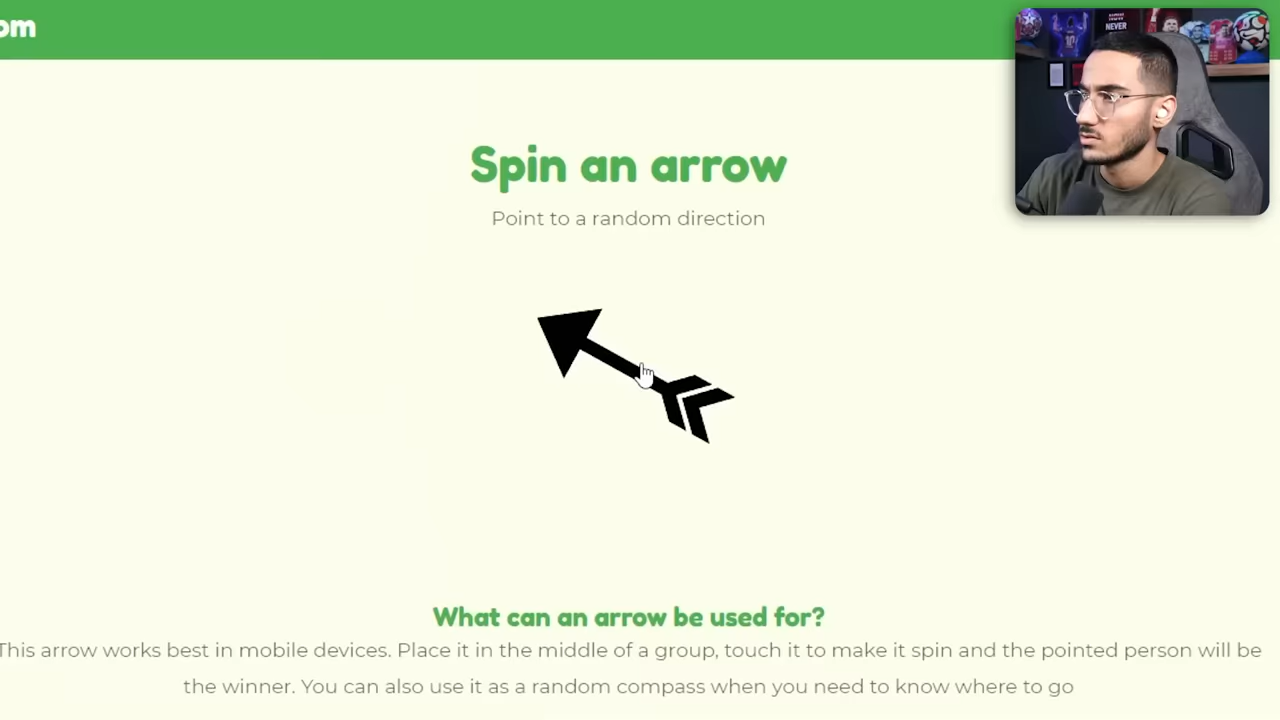 om
NEVER
10
Spin an arrow
Point to a random direction
What can an arrow be used for?
This arrow works best in mobile devices. Place it in the middle of a group, touch it to make it spin and the pointed person will be
the winner. You can also use it as a random compass when you need to know where to go